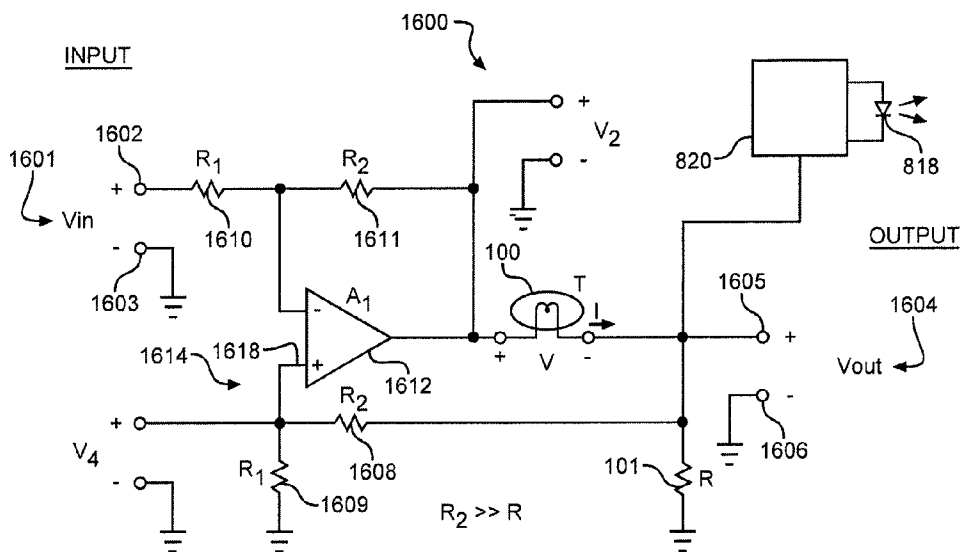 1600
INPUT
+
V2
-
820
818
1602
1601
+
R1
R2
Vin
1610
1611
-
1603
OUTPUT
100
T
1605
1604
A1
-
+
I
+
V
-
+
Vout
1614
1618
1612
-
1606
+
R2
V4
1608
-
R1
1609
101
R
R2 >> R